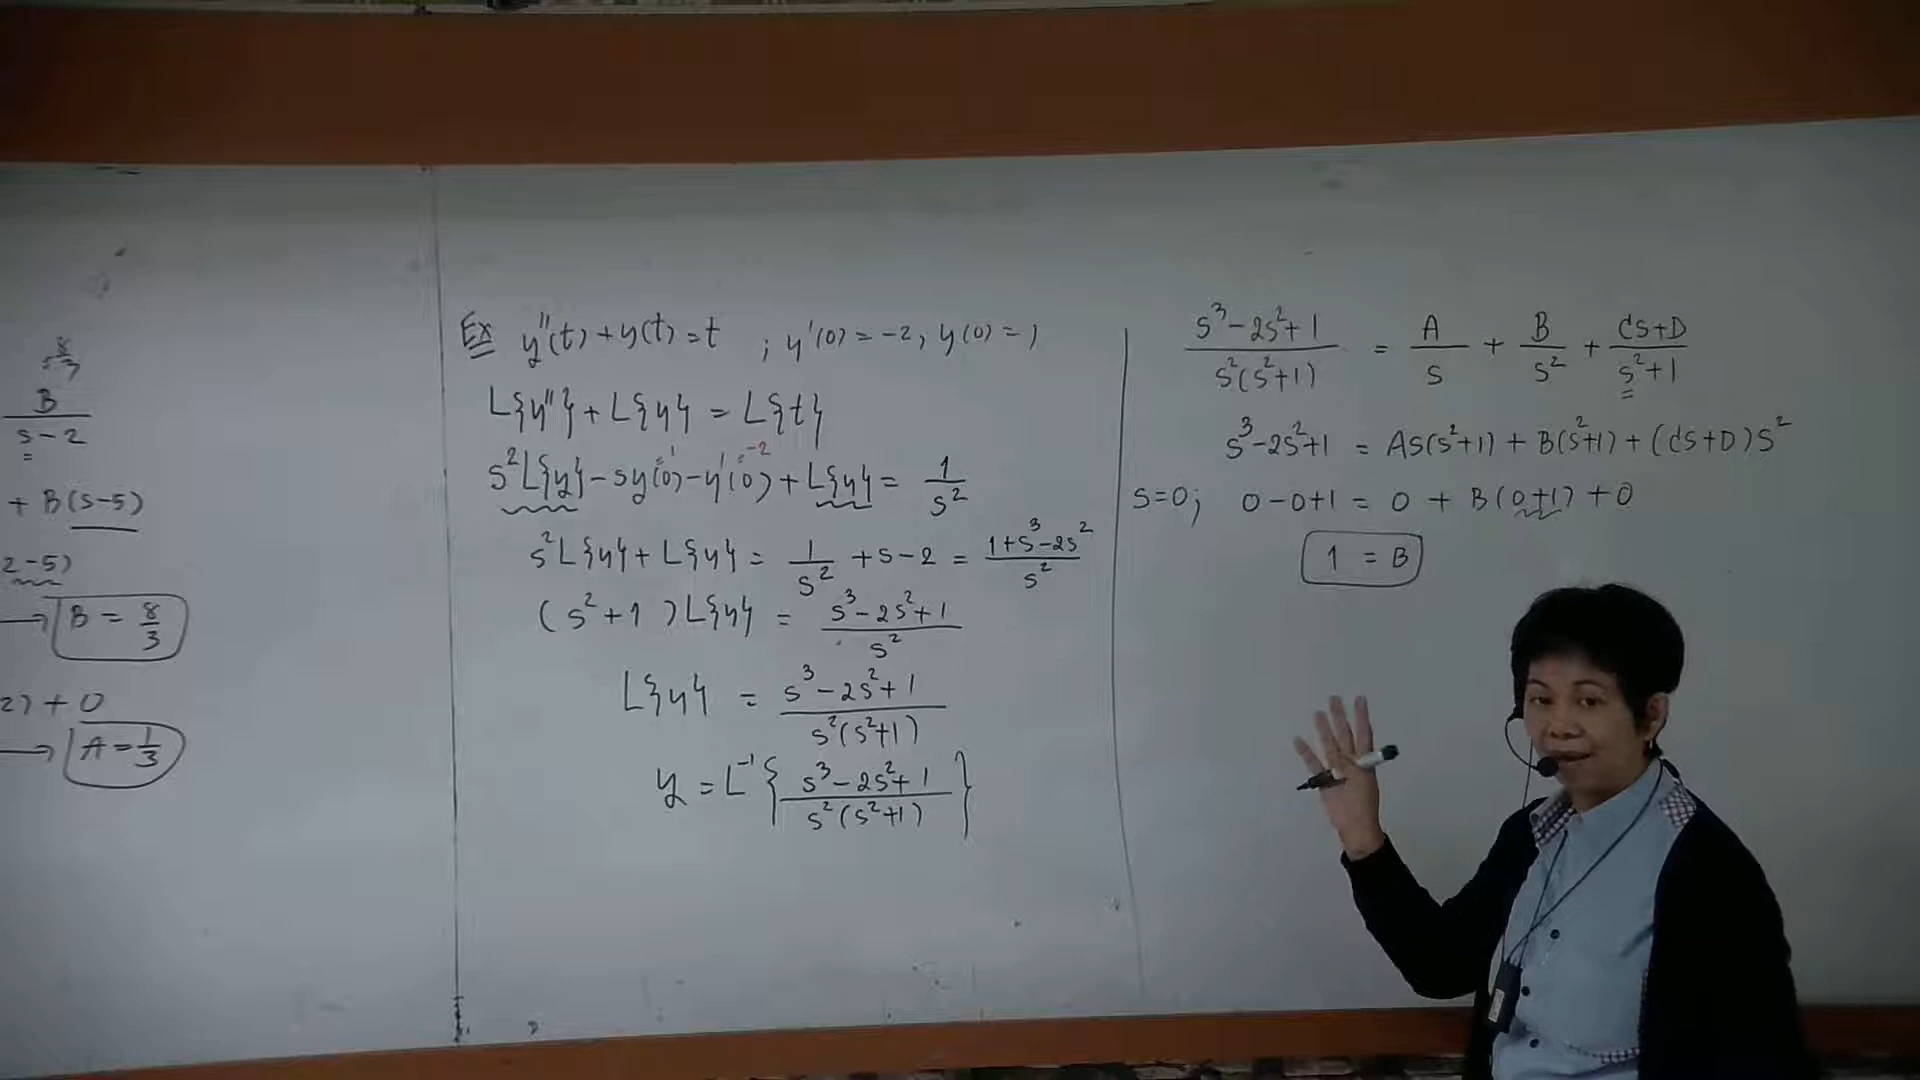 8/3
B/(s-2)
+ B(s-5)
2-5)
→ B = 8/3
2) + 0
→ A = 1/3
Ex y''(t) + y(t) = t ; y'(0) = -2, y(0) = 1
L{y''} + L{y} = L{t}
s²L{y} - sy(0) - y'(0) + L{y} = 1/s²
=1 =-2
s²L{y} + L{y} = 1/s² + s - 2 = (1+s³-2s²)/s²
(s²+1)L{y} = (s³-2s²+1)/s²
L{y} = (s³-2s²+1)/(s²(s²+1))
y = L⁻¹{(s³-2s²+1)/(s²(s²+1))}
(s³-2s²+1)/(s²(s²+1)) = A/s + B/s² + (Cs+D)/(s²+1)
s³-2s²+1 = As(s²+1) + B(s²+1) + (Cs+D)s²
s=0; 0-0+1 = 0 + B(0+1) + 0
1 = B